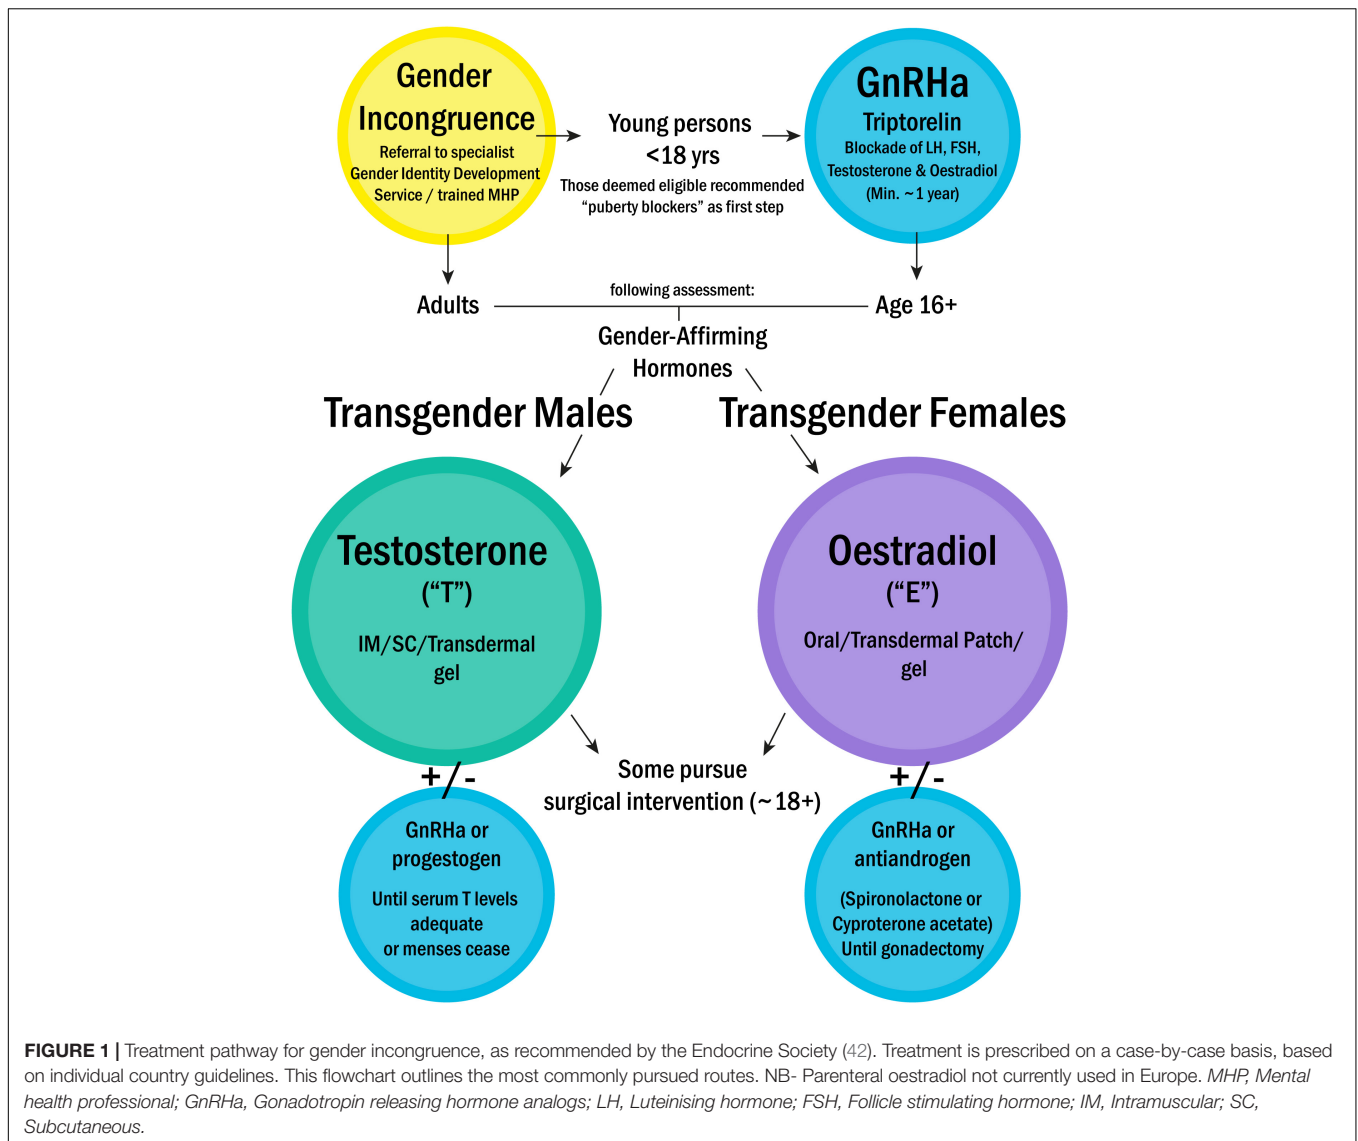 Gender
Incongruence
Referral to specialist
Gender Identity Development
Service / trained MHP
Young persons
<18 yrs
Those deemed eligible recommended
“puberty blockers” as first step
GnRHa
Triptorelin
Blockade of LH, FSH,
Testosterone & Oestradiol
(Min. ~1 year)
Adults
following assessment:
Age 16+
Gender-Affirming
Hormones
Transgender Males
Transgender Females
Testosterone
(“T”)
IM/SC/Transdermal
gel
Oestradiol
(“E”)
Oral/Transdermal Patch/
gel
Some pursue
surgical intervention (~18+)
+/-
GnRHa or
progestogen
Until serum T levels
adequate
or menses cease
+/-
GnRHa or
antiandrogen
(Spironolactone or
Cyproterone acetate)
Until gonadectomy
FIGURE 1 | Treatment pathway for gender incongruence, as recommended by the Endocrine Society (42). Treatment is prescribed on a case-by-case basis, based
on individual country guidelines. This flowchart outlines the most commonly pursued routes. NB- Parenteral oestradiol not currently used in Europe. MHP, Mental
health professional; GnRHa, Gonadotropin releasing hormone analogs; LH, Luteinising hormone; FSH, Follicle stimulating hormone; IM, Intramuscular; SC,
Subcutaneous.